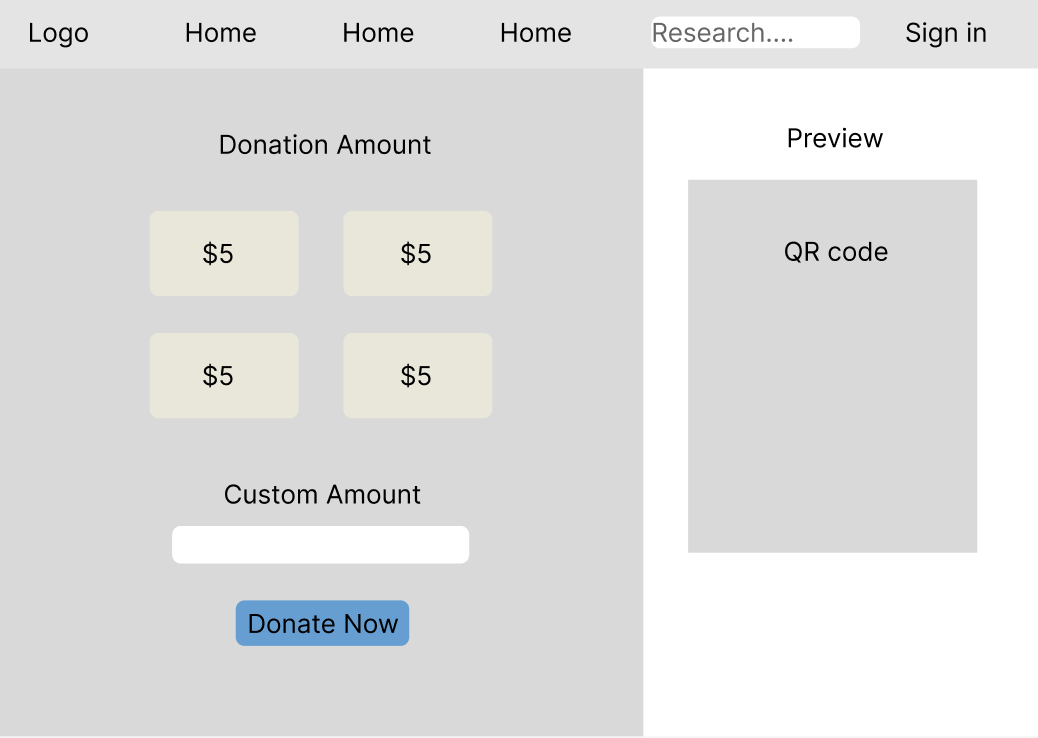 Logo Home Home Home Research.... Sign in
Donation Amount
Preview
$5 $5
QR code
$5 $5
Custom Amount
Donate Now